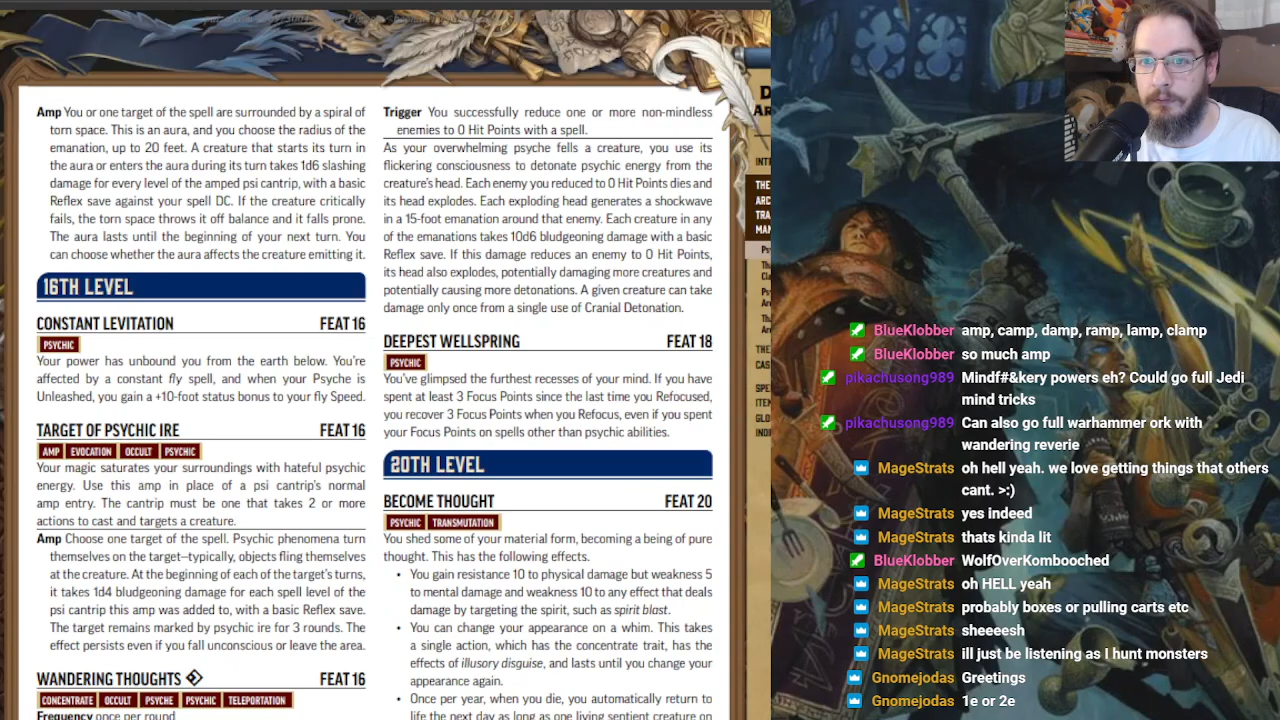 Amp You or one target of the spell are surrounded by a spiral of
torn space. This is an aura, and you choose the radius of the
emanation, up to 20 feet. A creature that starts its turn in
the aura or enters the aura during its turn takes 1d6 slashing
damage for every level of the amped psi cantrip, with a basic
Reflex save against your spell DC. If the creature critically
fails, the torn space throws it off balance and it falls prone.
The aura lasts until the beginning of your next turn. You
can choose whether the aura affects the creature emitting it.
16TH LEVEL
CONSTANT LEVITATION FEAT 16
PSYCHIC
Your power has unbound you from the earth below. You're
affected by a constant fly spell, and when your Psyche is
Unleashed, you gain a +10-foot status bonus to your fly Speed.
TARGET OF PSYCHIC IRE FEAT 16
AMP EVOCATION OCCULT PSYCHIC
Your magic saturates your surroundings with hateful psychic
energy. Use this amp in place of a psi cantrip's normal
amp entry. The cantrip must be one that takes 2 or more
actions to cast and targets a creature.
Amp Choose one target of the spell. Psychic phenomena turn
themselves on the target—typically, objects fling themselves
at the creature. At the beginning of each of the target's turns,
it takes 1d4 bludgeoning damage for each spell level of the
psi cantrip this amp was added to, with a basic Reflex save.
The target remains marked by psychic ire for 3 rounds. The
effect persists even if you fall unconscious or leave the area.
WANDERING THOUGHTS FEAT 16
CONCENTRATE OCCULT PSYCHE PSYCHIC TELEPORTATION
Frequency once per round
Trigger You successfully reduce one or more non-mindless
enemies to 0 Hit Points with a spell.
As your overwhelming psyche fells a creature, you use its
flickering consciousness to detonate psychic energy from the
creature's head. Each enemy you reduced to 0 Hit Points dies and
its head explodes. Each exploding head generates a shockwave
in a 15-foot emanation around that enemy. Each creature in any
of the emanations takes 10d6 bludgeoning damage with a basic
Reflex save. If this damage reduces an enemy to 0 Hit Points,
its head also explodes, potentially damaging more creatures and
potentially causing more detonations. A given creature can take
damage only once from a single use of Cranial Detonation.
DEEPEST WELLSPRING FEAT 18
PSYCHIC
You've glimpsed the furthest recesses of your mind. If you have
spent at least 3 Focus Points since the last time you Refocused,
you recover 3 Focus Points when you Refocus, even if you spent
your Focus Points on spells other than psychic abilities.
20TH LEVEL
BECOME THOUGHT FEAT 20
PSYCHIC TRANSMUTATION
You shed some of your material form, becoming a being of pure
thought. This has the following effects.
• You gain resistance 10 to physical damage but weakness 5
to mental damage and weakness 10 to any effect that deals
damage by targeting the spirit, such as spirit blast.
• You can change your appearance on a whim. This takes
a single action, which has the concentrate trait, has the
effects of illusory disguise, and lasts until you change your
appearance again.
• Once per year, when you die, you automatically return to
life the next day as long as one living sentient creature on
BlueKlobber amp, camp, damp, ramp, lamp, clamp
BlueKlobber so much amp
pikachusong989 Mindf#&kery powers eh? Could go full Jedi
mind tricks
pikachusong989 Can also go full warhammer ork with
wandering reverie
MageStrats oh hell yeah. we love getting things that others
cant. >:)
MageStrats yes indeed
MageStrats thats kinda lit
BlueKlobber WolfOverKombooched
MageStrats oh HELL yeah
MageStrats probably boxes or pulling carts etc
MageStrats sheeeesh
MageStrats ill just be listening as I hunt monsters
Gnomejodas Greetings
Gnomejodas 1e or 2e